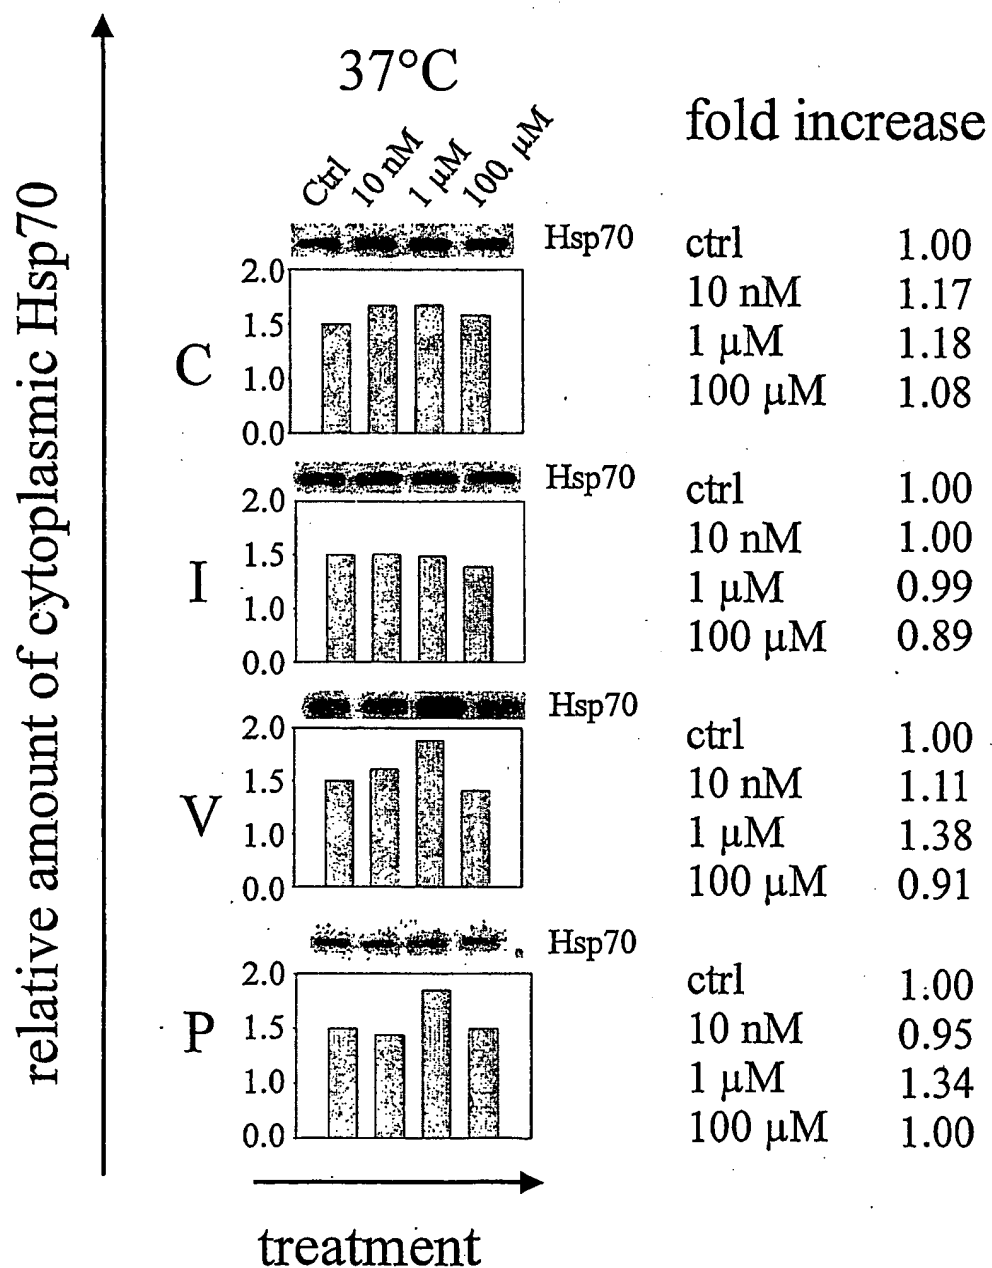 37°C
fold increase
Ctrl
10 nM
1 μM
100. μM
relative amount of cytoplasmic Hsp70
Hsp70
C
2.0
1.5
1.0
0.0
ctrl 1.00
10 nM 1.17
1 μM 1.18
100 μM 1.08
Hsp70
I
2.0
1.5
1.0
0.0
ctrl 1.00
10 nM 1.00
1 μM 0.99
100 μM 0.89
Hsp70
V
2.0
1.5
1.0
0.0
ctrl 1.00
10 nM 1.11
1 μM 1.38
100 μM 0.91
Hsp70
P
2.0
1.5
1.0
0.0
ctrl 1.00
10 nM 0.95
1 μM 1.34
100 μM 1.00
treatment